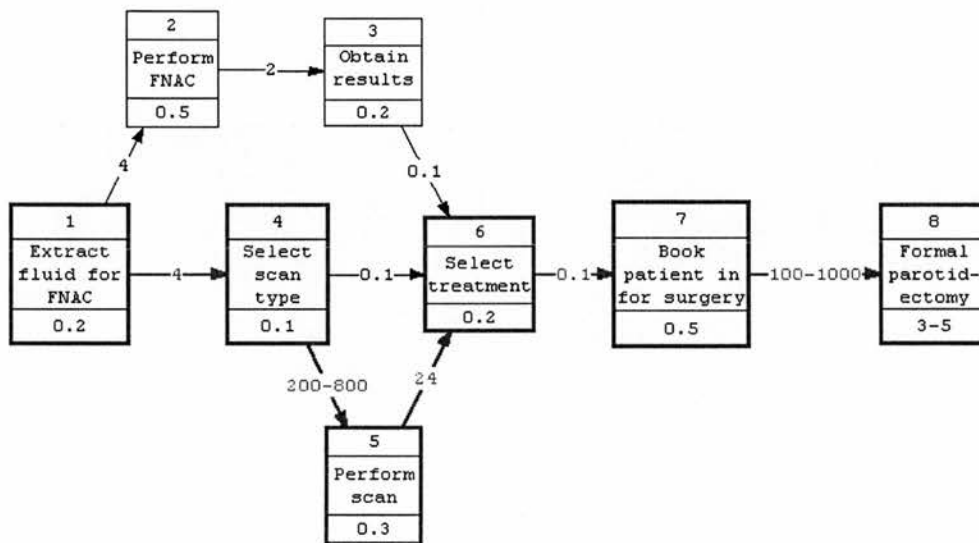 2
Perform
FNAC
0.5
2
3
Obtain
results
0.2
4
0.1
1
Extract
fluid for
FNAC
0.2
4
4
Select
scan
type
0.1
0.1
6
Select
treatment
0.2
0.1
7
Book
patient in
for surgery
0.5
100-1000
8
Formal
parotid-
ectomy
3-5
200-800
24
5
Perform
scan
0.3